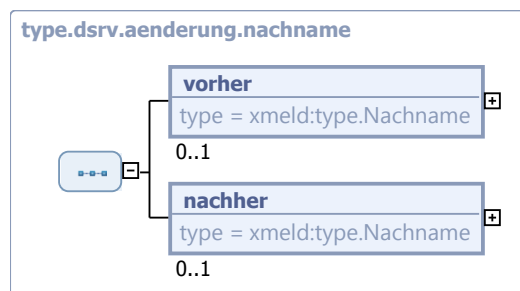 type.dsrv.aenderung.nachname
vorher
type = xmeld:type.Nachname
0..1
nachher
type = xmeld:type.Nachname
0..1